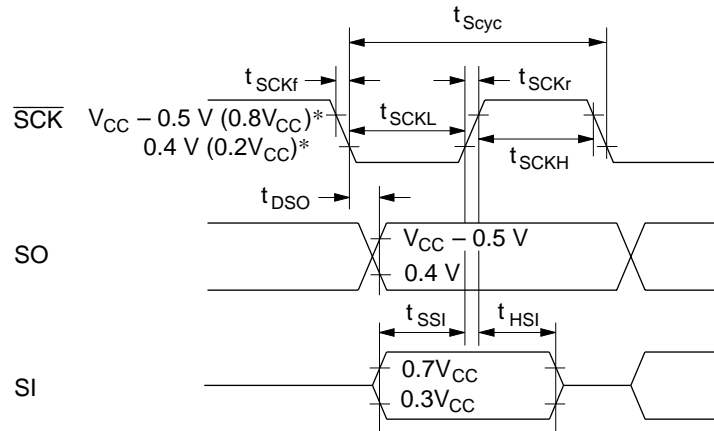 tScyc
tSCKf
tSCKr
SCK VCC – 0.5 V (0.8VCC)*
tSCKL
0.4 V (0.2VCC)*
tSCKH
tDSO
VCC – 0.5 V
SO
0.4 V
tSSI
tHSI
0.7VCC
SI
0.3VCC